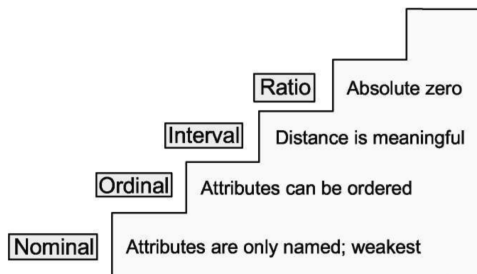 Ratio Absolute zero
Interval Distance is meaningful
Ordinal Attributes can be ordered
Nominal Attributes are only named; weakest